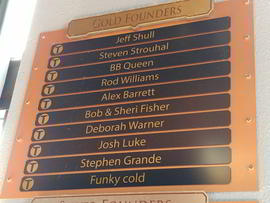 GOLD FOUNDERS
Jeff Shull
Steven Strouhal
BB Queen
Rod Williams
Alex Barrett
Bob & Sheri Fisher
Deborah Warner
Josh Luke
Stephen Grande
Funky cold
FOUNDERS